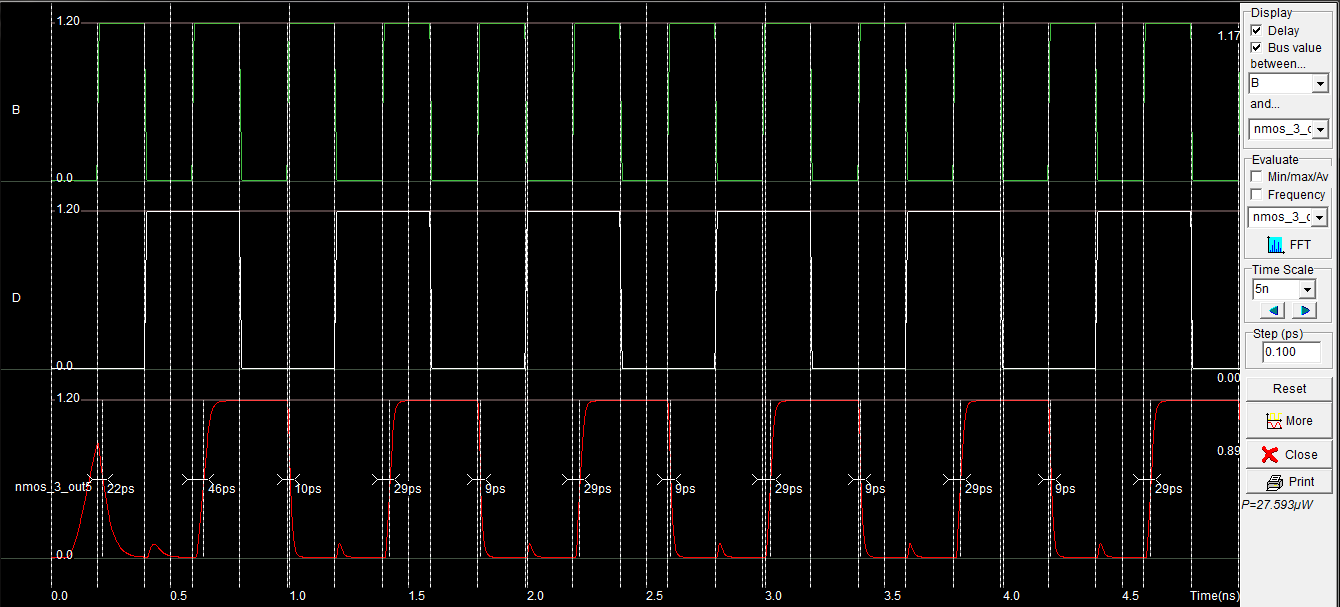 1.20
B
0.0
1.20
D
0.0
1.20
nmos_3_out5
22ps
46ps
10ps
29ps
9ps
29ps
9ps
29ps
9ps
29ps
9ps
29ps
0.0
0.0
0.5
1.0
1.5
2.0
2.5
3.0
3.5
4.0
4.5
Time(ns)
1.17
0.00
0.89
Display
Delay
Bus value
between...
B
and...
nmos_3_c
Evaluate
Min/max/Av
Frequency
nmos_3_c
FFT
Time Scale
5n
Step (ps)
0.100
Reset
More
Close
Print
P=27.593µW